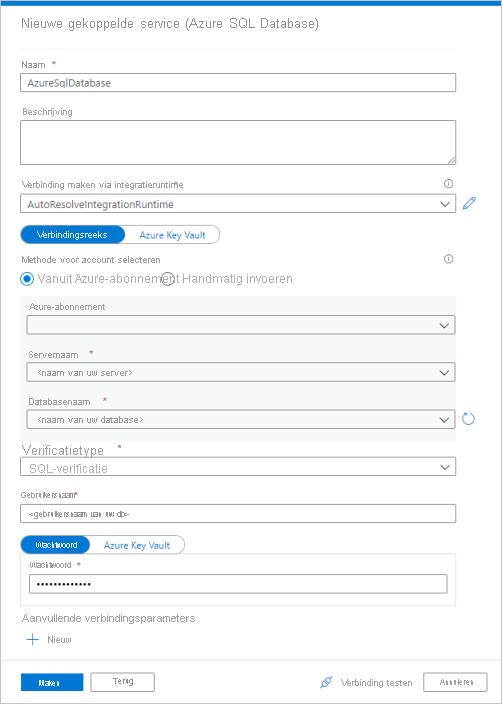 Nieuwe gekoppelde service (Azure SQL Database)
Naam *
AzureSqlDatabase
Beschrijving
Verbinding maken via integratieruntime
AutoResolveIntegrationRuntime
Verbindingsreeks Azure Key Vault
Methode voor account selecteren
Vanuit Azure-abonnement Handmatig invoeren
Azure-abonnement
Servernaam *
<naam van uw server>
Databasenaam *
<naam van uw database>
Verificatietype *
SQL-verificatie
Gebruikersnaam*
<gebruikersnaam van uw db>
Wachtwoord Azure Key Vault
Wachtwoord *
•••••••••••••
Aanvullende verbindingsparameters
+ Nieuw
Maken Terug Verbinding testen Annuleren